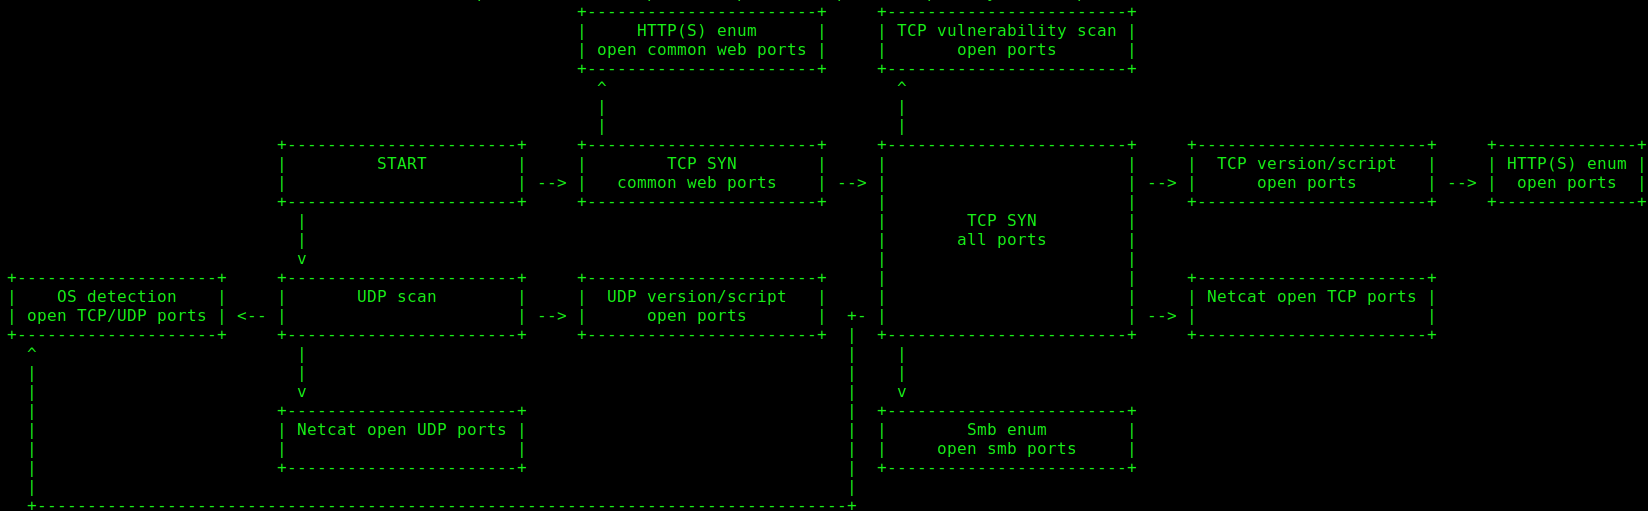 HTTP(S) enum
open common web ports
TCP vulnerability scan
open ports
START
TCP SYN
common web ports
TCP SYN
all ports
TCP version/script
open ports
HTTP(S) enum
open ports
OS detection
open TCP/UDP ports
UDP scan
UDP version/script
open ports
Netcat open TCP ports
Netcat open UDP ports
Smb enum
open smb ports